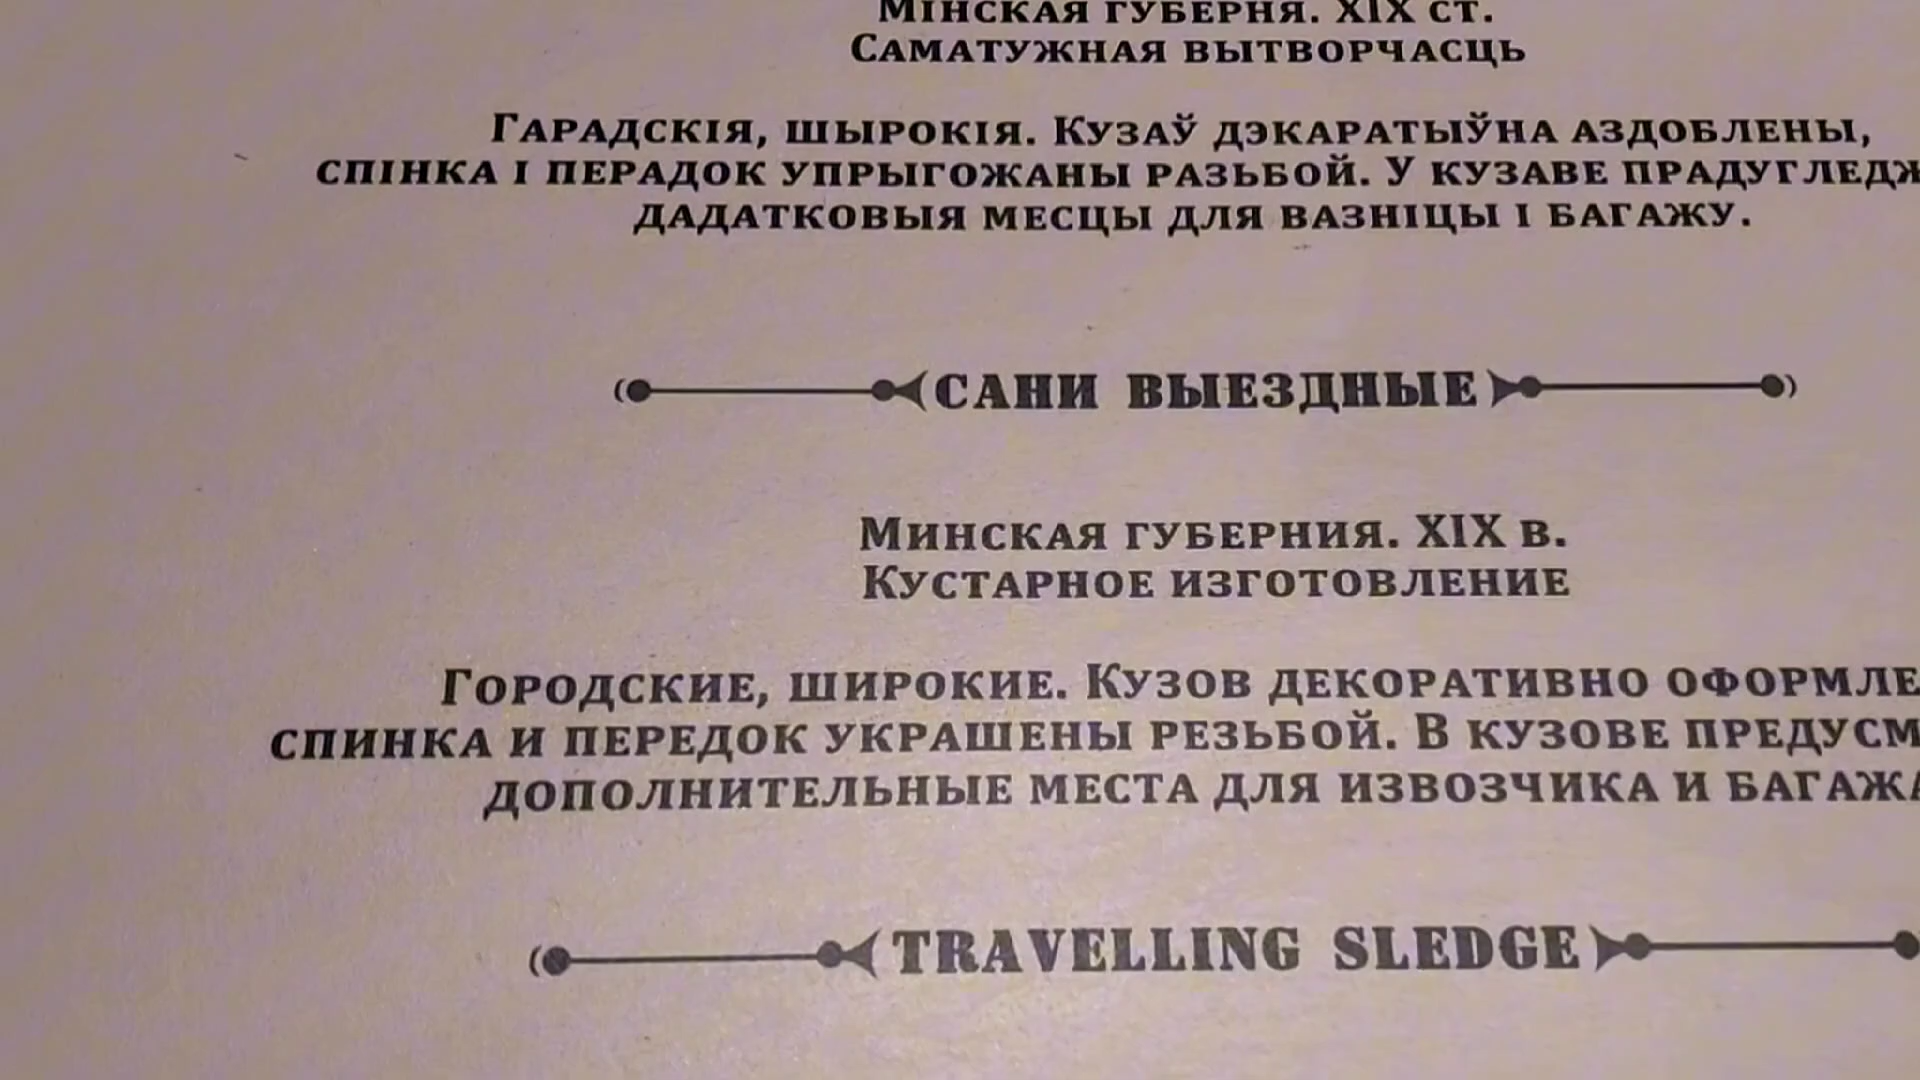 МІНСКАЯ ГУБЕРНЯ. XIX СТ.
САМАТУЖНАЯ ВЫТВОРЧАСЦЬ
ГАРАДСКІЯ, ШЫРОКІЯ. КУЗАЎ ДЭКАРАТЫЎНА АЗДОБЛЕНЫ,
СПІНКА І ПЕРАДОК УПРЫГОЖАНЫ РАЗЬБОЙ. У КУЗАВЕ
ДАДАТКОВЫЯ МЕСЦЫ ДЛЯ ВАЗНІЦЫ І БАГАЖУ.
САНИ ВЫЕЗДНЫЕ
МИНСКАЯ ГУБЕРНИЯ. XIX В.
КУСТАРНОЕ ИЗГОТОВЛЕНИЕ
ГОРОДСКИЕ, ШИРОКИЕ. КУЗОВ ДЕКОРАТИВНО
СПИНКА И ПЕРЕДОК УКРАШЕНЫ РЕЗЬБОЙ. В КУЗОВЕ
ДОПОЛНИТЕЛЬНЫЕ МЕСТА ДЛЯ ИЗВОЗЧИКА И БАГАЖА
TRAVELLING SLEDGE